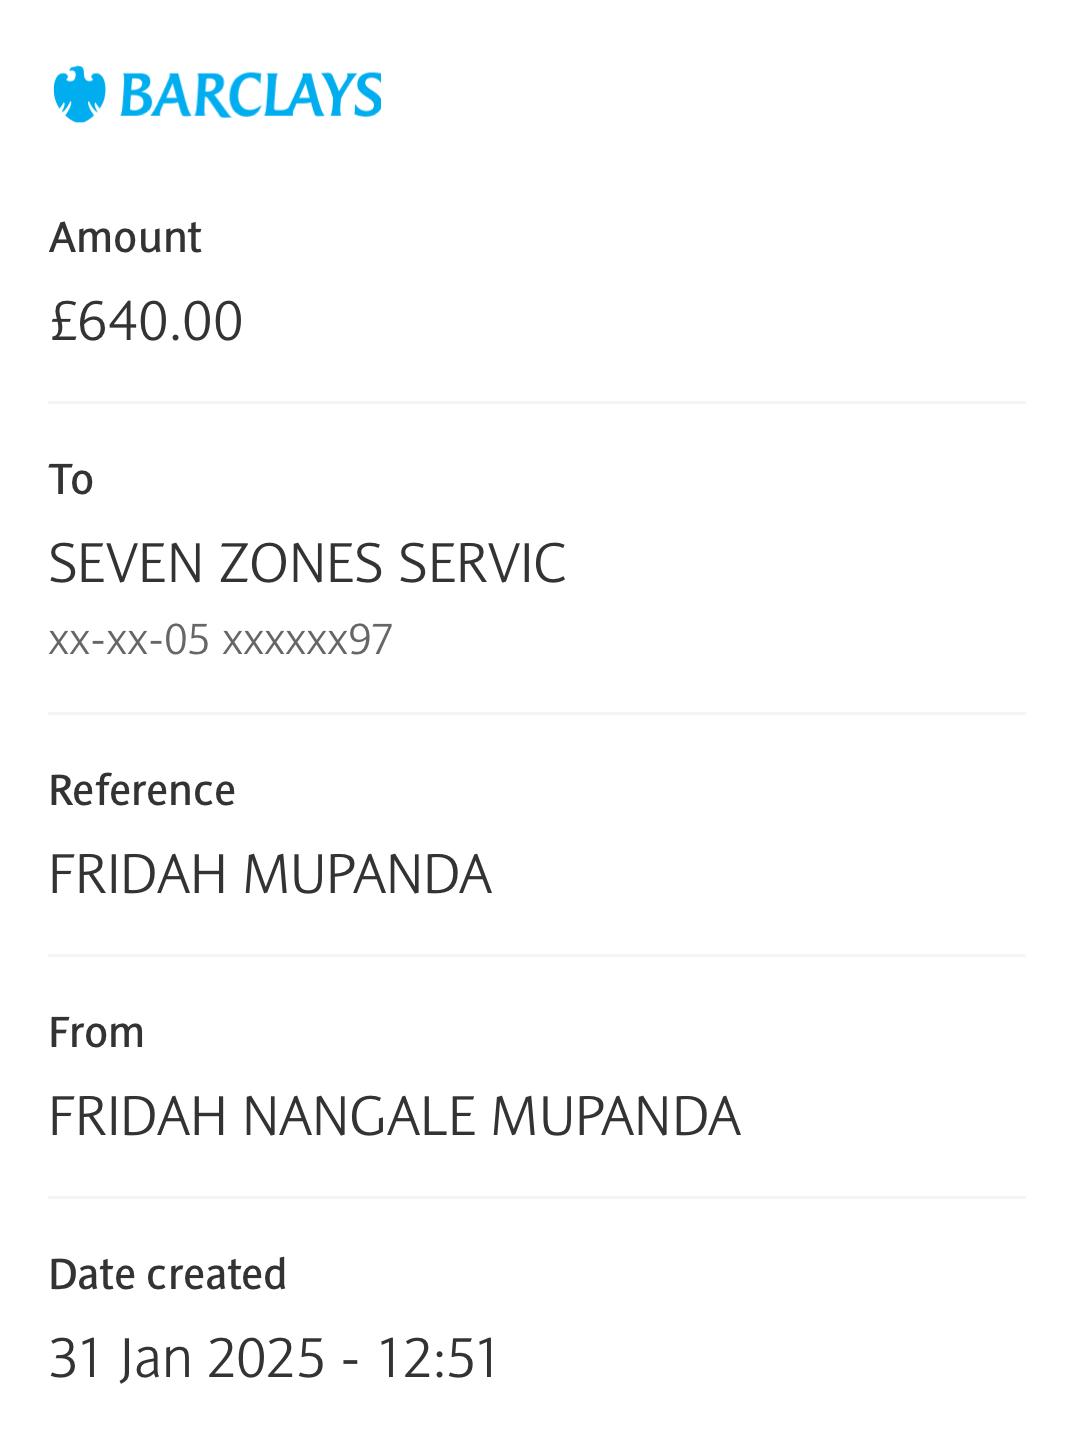 BARCLAYS
Amount
£640.00
To
SEVEN ZONES SERVIC
xx-xx-05 xxxxxx97
Reference
FRIDAH MUPANDA
From
FRIDAH NANGALE MUPANDA
Date created
31 Jan 2025 - 12:51